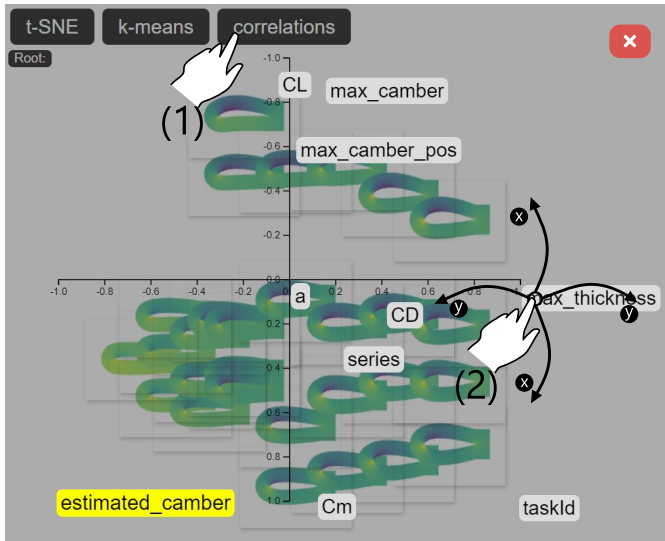 t-SNE k-means correlations
×
Root:
-1.0
CL
max_camber
-0.8
(1)
-0.6
max_camber_pos
-0.4
-0.2
x
0.0
-1.0 -0.8 -0.6 -0.4 -0.2 0.2 0.4 0.6 0.8 1.0
a
max_thickness
y
y
0.2
CD
series
0.4
(2)
x
0.6
0.8
estimated_camber
1.0
Cm
taskId